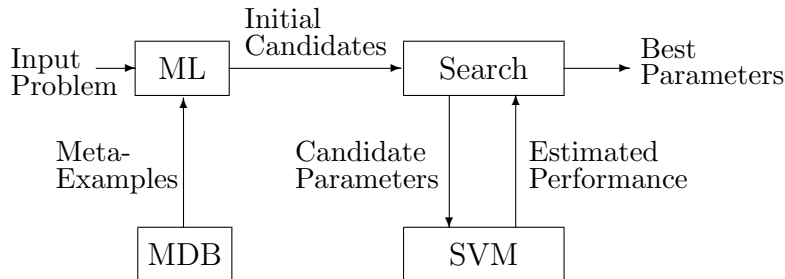 Input
Problem
ML
Initial
Candidates
Search
Best
Parameters
Meta-
Examples
Candidate
Parameters
Estimated
Performance
MDB
SVM